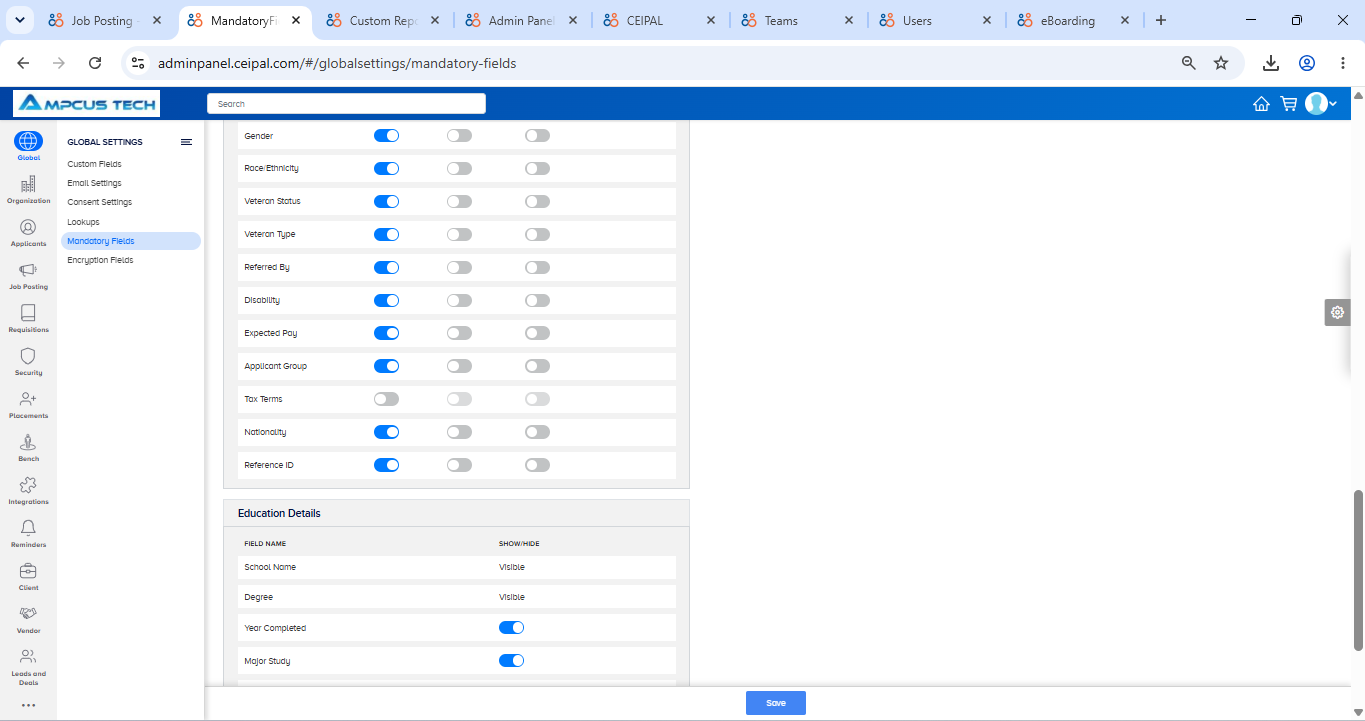 Job Posting -
MandatoryFi
Custom Repo
Admin Panel
CEIPAL
Teams
Users
eBoarding
adminpanel.ceipal.com/#/globalsettings/mandatory-fields
AMPCUS TECH
Search
Global
Organization
Applicants
Job Posting
Requisitions
Security
Placements
Bench
Integrations
Reminders
Client
Vendor
Leads and
Deals
GLOBAL SETTINGS
Custom Fields
Email Settings
Consent Settings
Lookups
Mandatory Fields
Encryption Fields
Gender
Race/Ethnicity
Veteran Status
Veteran Type
Referred By
Disability
Expected Pay
Applicant Group
Tax Terms
Nationality
Reference ID
Education Details
FIELD NAME SHOW/HIDE
School Name Visible
Degree Visible
Year Completed
Major Study
Save